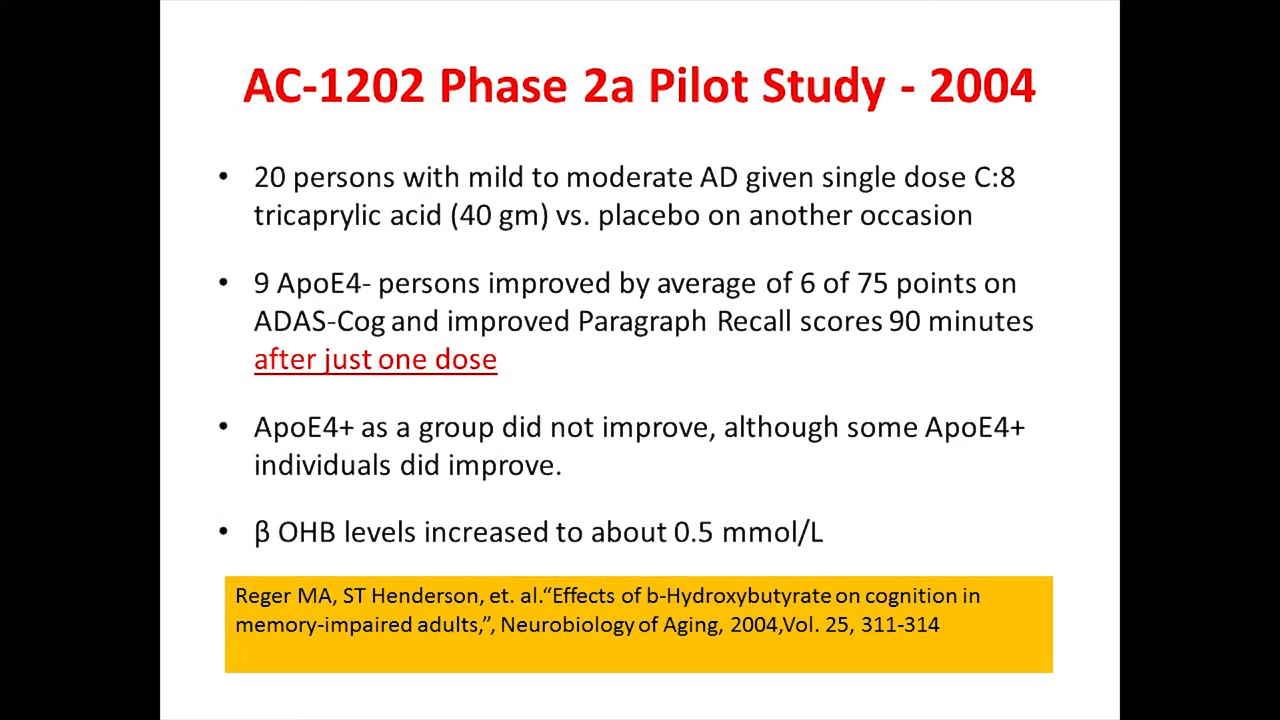 AC-1202 Phase 2a Pilot Study - 2004
• 20 persons with mild to moderate AD given single dose C:8
tricaprylic acid (40 gm) vs. placebo on another occasion
• 9 ApoE4- persons improved by average of 6 of 75 points on
ADAS-Cog and improved Paragraph Recall scores 90 minutes
after just one dose
• ApoE4+ as a group did not improve, although some ApoE4+
individuals did improve.
• β OHB levels increased to about 0.5 mmol/L
Reger MA, ST Henderson, et. al.“Effects of b-Hydroxybutyrate on cognition in
memory-impaired adults,”, Neurobiology of Aging, 2004,Vol. 25, 311-314